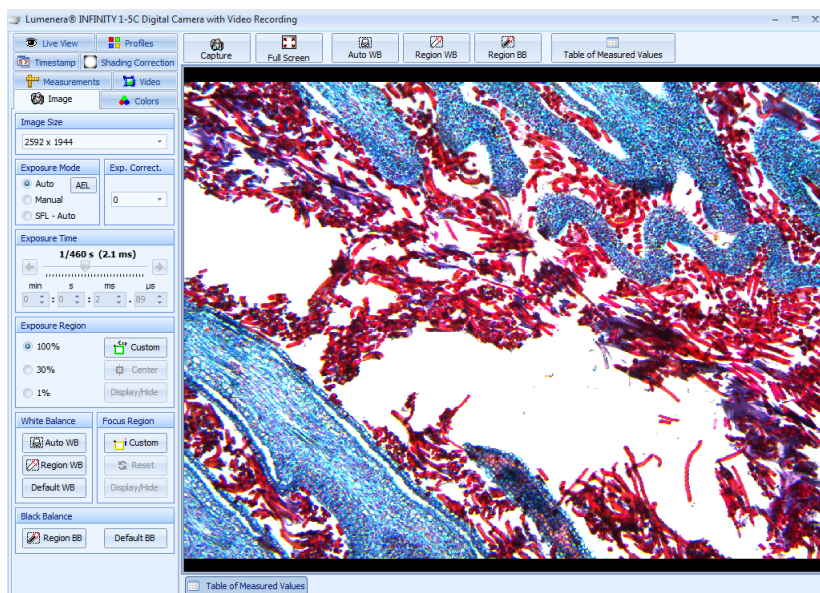 Lumenera® INFINITY 1-5C Digital Camera with Video Recording
Live View Profiles
Timestamp Shading Correction
Measurements Video
Image Colors
Capture Full Screen Auto WB Region WB Region BB Table of Measured Values
Image Size
2592 x 1944
Exposure Mode Exp. Correct.
Auto AEL
Manual 0
SFL - Auto
Exposure Time
1/460 s (2.1 ms)
min s ms µs
0 : 0 : 2 . 89
Exposure Region
100% Custom
30% Center
1% Display/Hide
White Balance Focus Region
Auto WB Custom
Region WB Reset
Default WB Display/Hide
Black Balance
Region BB Default BB
Table of Measured Values